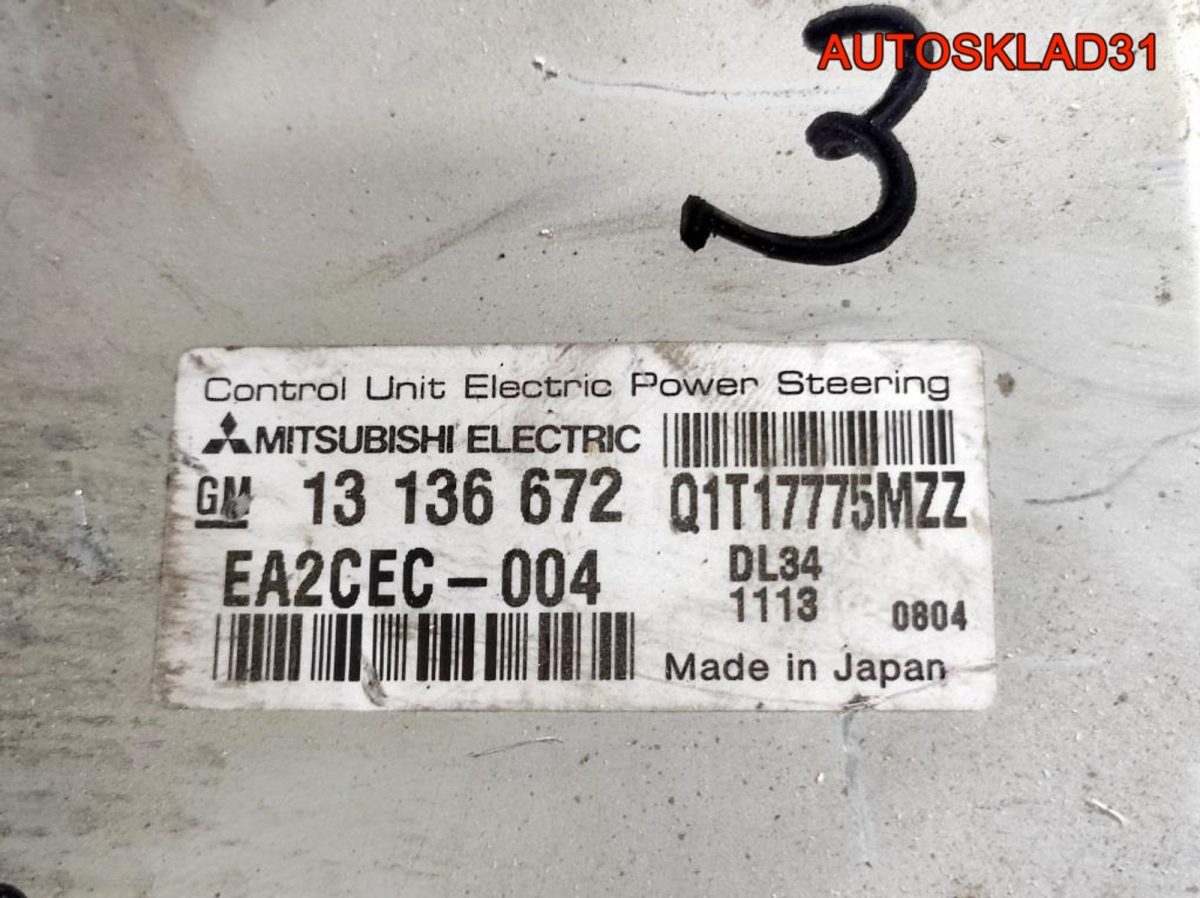 3
AUTOSKLAD31
Control Unit Electric Power Steering
MITSUBISHI ELECTRIC
GM 13 136 672
Q1T17775MZZ
EA2CEC-004
DL34
1113
0804
Made in Japan